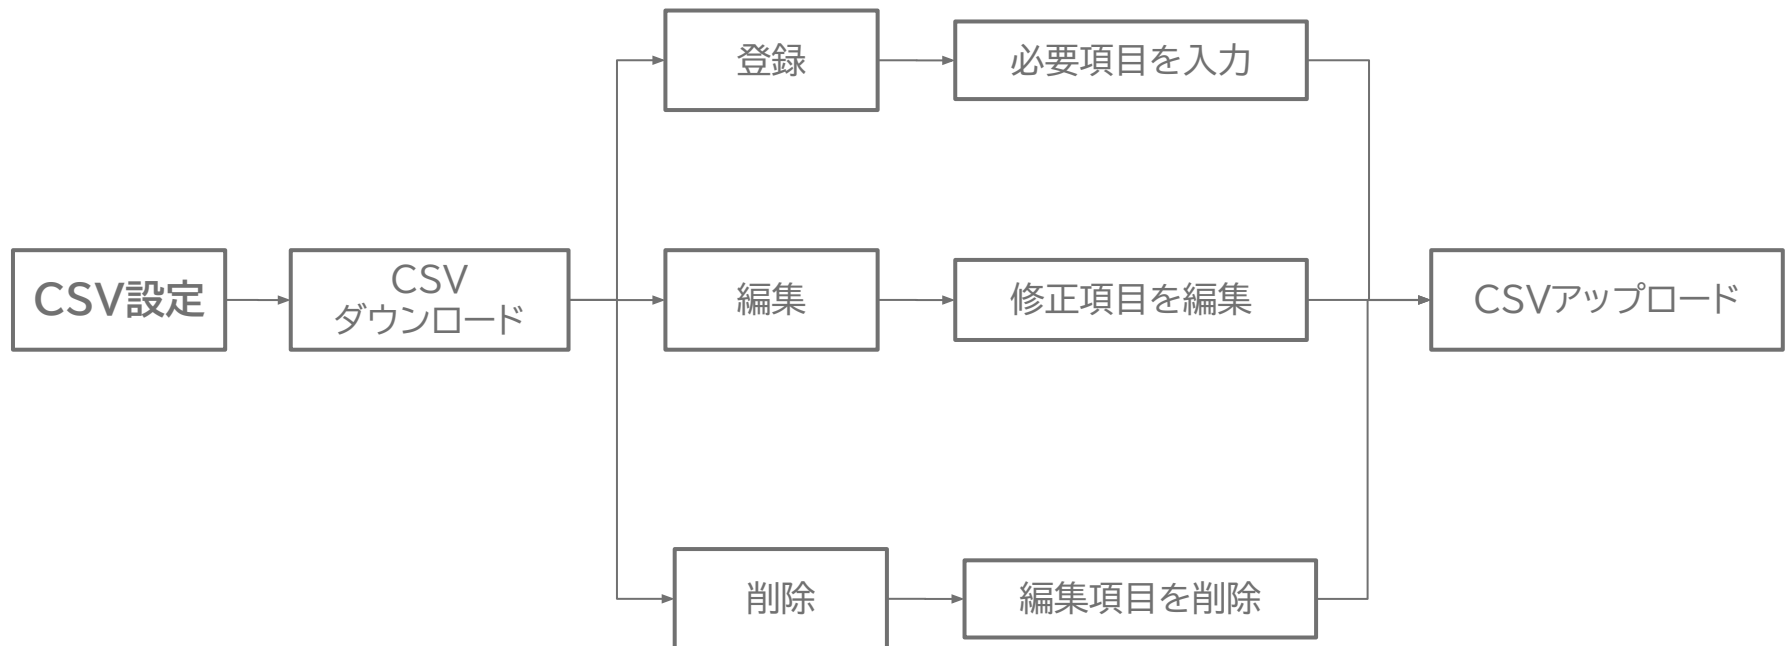 CSV設定
CSV
ダウンロード
登録
必要項目を入力
編集
修正項目を編集
削除
編集項目を削除
CSVアップロード